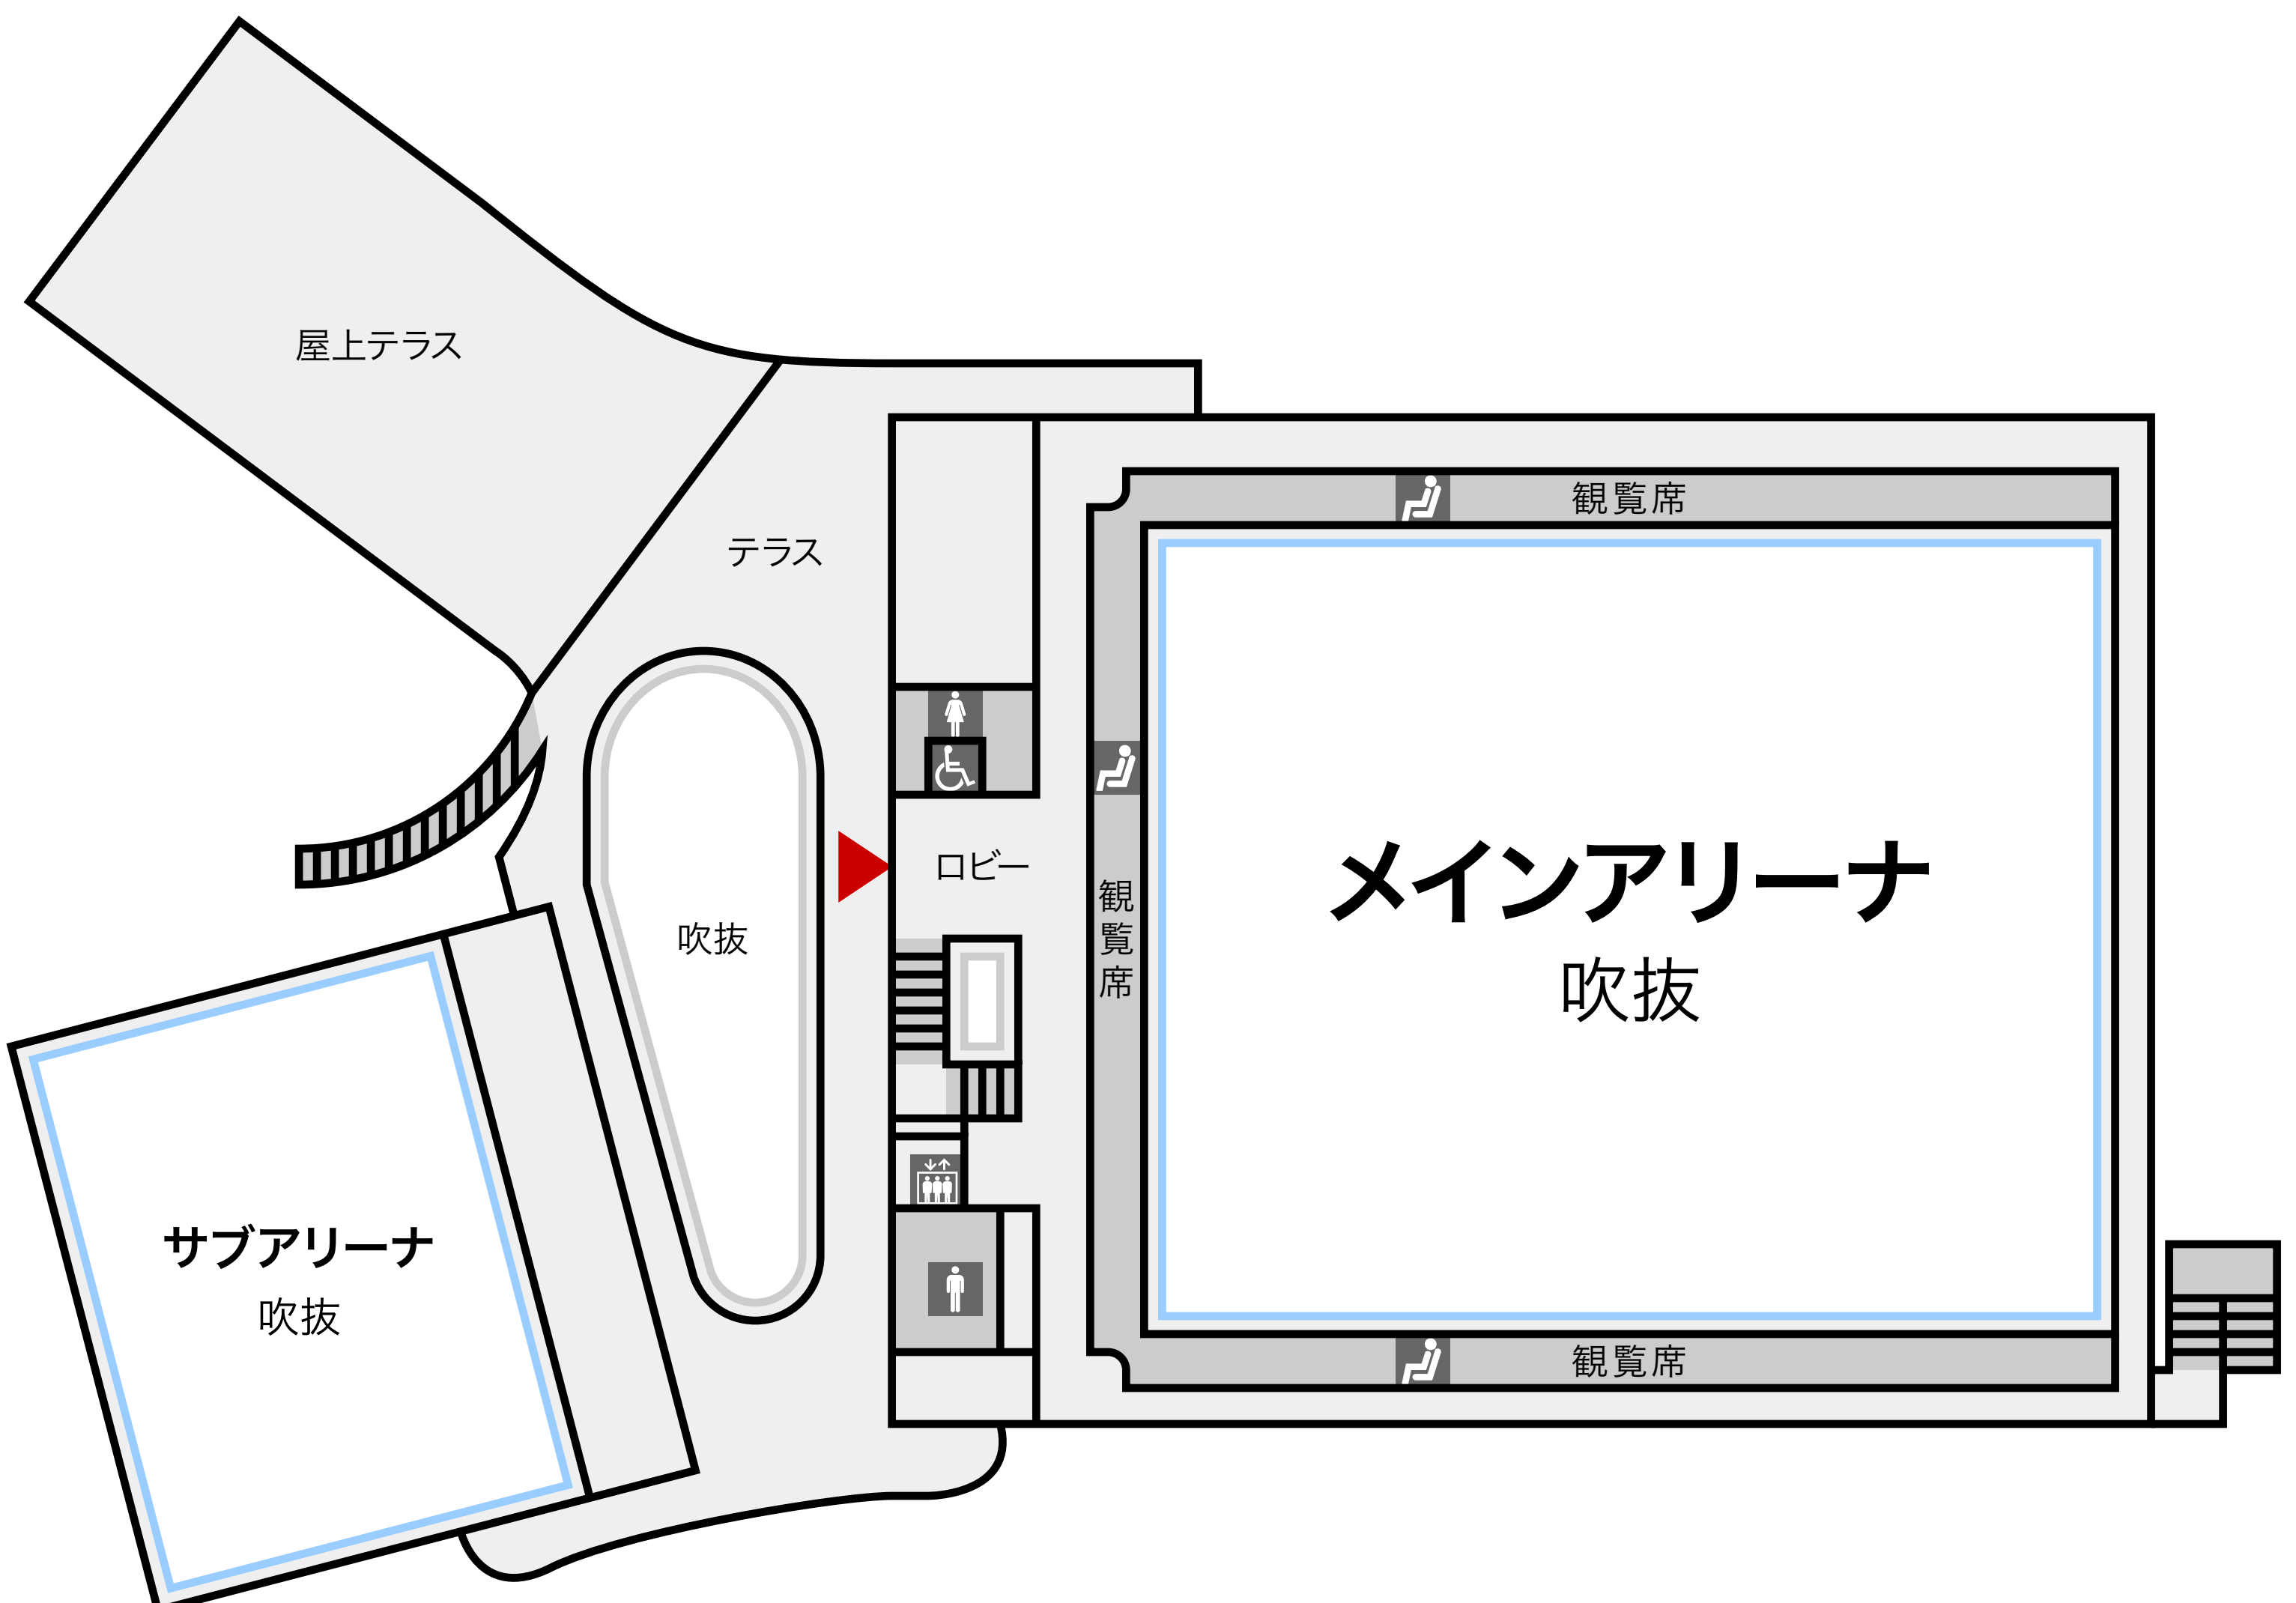 屋上テラス
テラス
観覧席
ロビー
観覧席
メインアリーナ
吹抜
吹抜
サブアリーナ
吹抜
観覧席